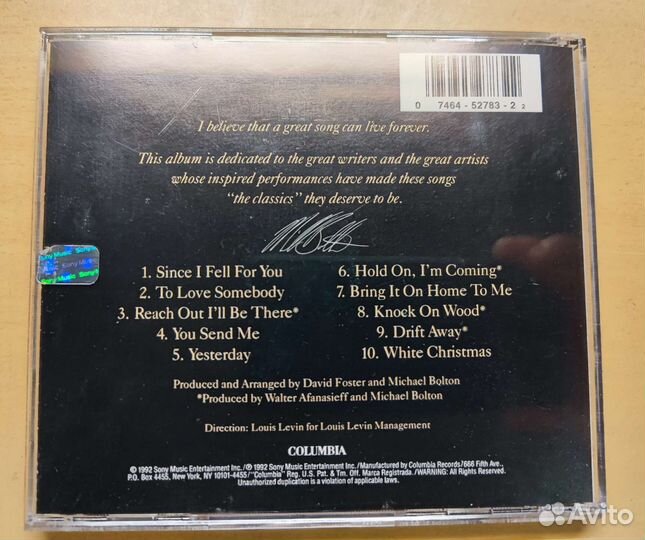 0 7464-52783-2 2
I believe that a great song can live forever.
This album is dedicated to the great writers and the great artists
whose inspired performances have made these songs
"the classics" they deserve to be.
1. Since I Fell For You
2. To Love Somebody
3. Reach Out I'll Be There*
4. You Send Me
5. Yesterday
6. Hold On, I'm Coming*
7. Bring It On Home To Me
8. Knock On Wood*
9. Drift Away*
10. White Christmas
Produced and Arranged by David Foster and Michael Bolton
*Produced by Walter Afanasieff and Michael Bolton
Direction: Louis Levin for Louis Levin Management
COLUMBIA
© 1992 Sony Music Entertainment Inc./℗ 1992 Sony Music Entertainment Inc./Manufactured by Columbia Records/666 Fifth Ave.,
P.O. Box 4455, New York, NY 10101-4455/"Columbia" Reg. U.S. Pat. & Tm. Off. Marca Registrada./WARNING: All Rights Reserved.
Unauthorized duplication is a violation of applicable laws.
Sony Music
Avito